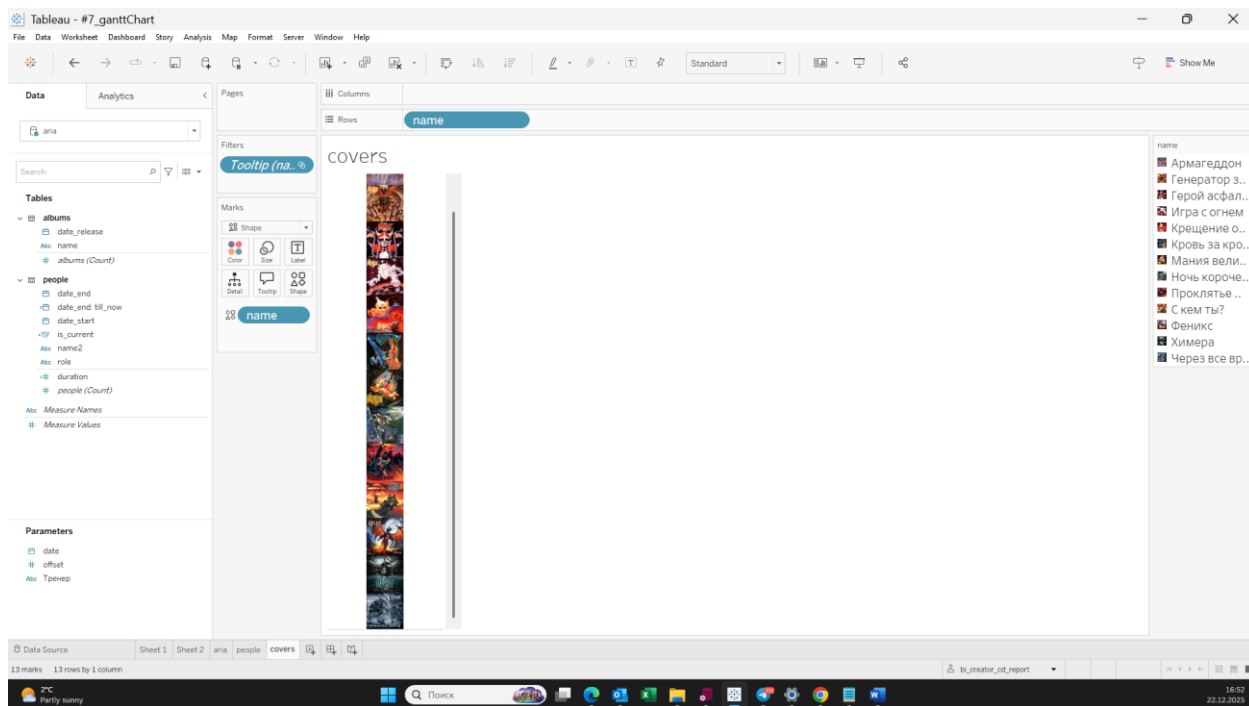 Tableau - #7_ganttChart
File Data Worksheet Dashboard Story Analysis Map Format Server Window Help
Standard
Show Me
Data Analytics
Pages
Columns
Rows name
aria
Filters
Tooltip (na..
covers
Search
Tables
albums
date_release
Abc name
# albums (Count)
people
date_end
date_end: till_now
date_start
T|F is_current
Abc name2
Abc role
# duration
# people (Count)
Abc Measure Names
# Measure Values
Marks
Shape
Color Size Label
Detail Tooltip Shape
name
name
Армагеддон
Генератор з..
Герой асфал..
Игра с огнем
Крещение о..
Кровь за кро..
Мания вели..
Ночь короче..
Проклятье ..
С кем ты?
Феникс
Химера
Через все вр..
Parameters
date
# offset
Abc Тренер
Data Source Sheet 1 Sheet 2 aria people covers
13 marks 13 rows by 1 column
bi_creator_cd_report
2°C
Partly sunny
Поиск
16:52
22.12.2025